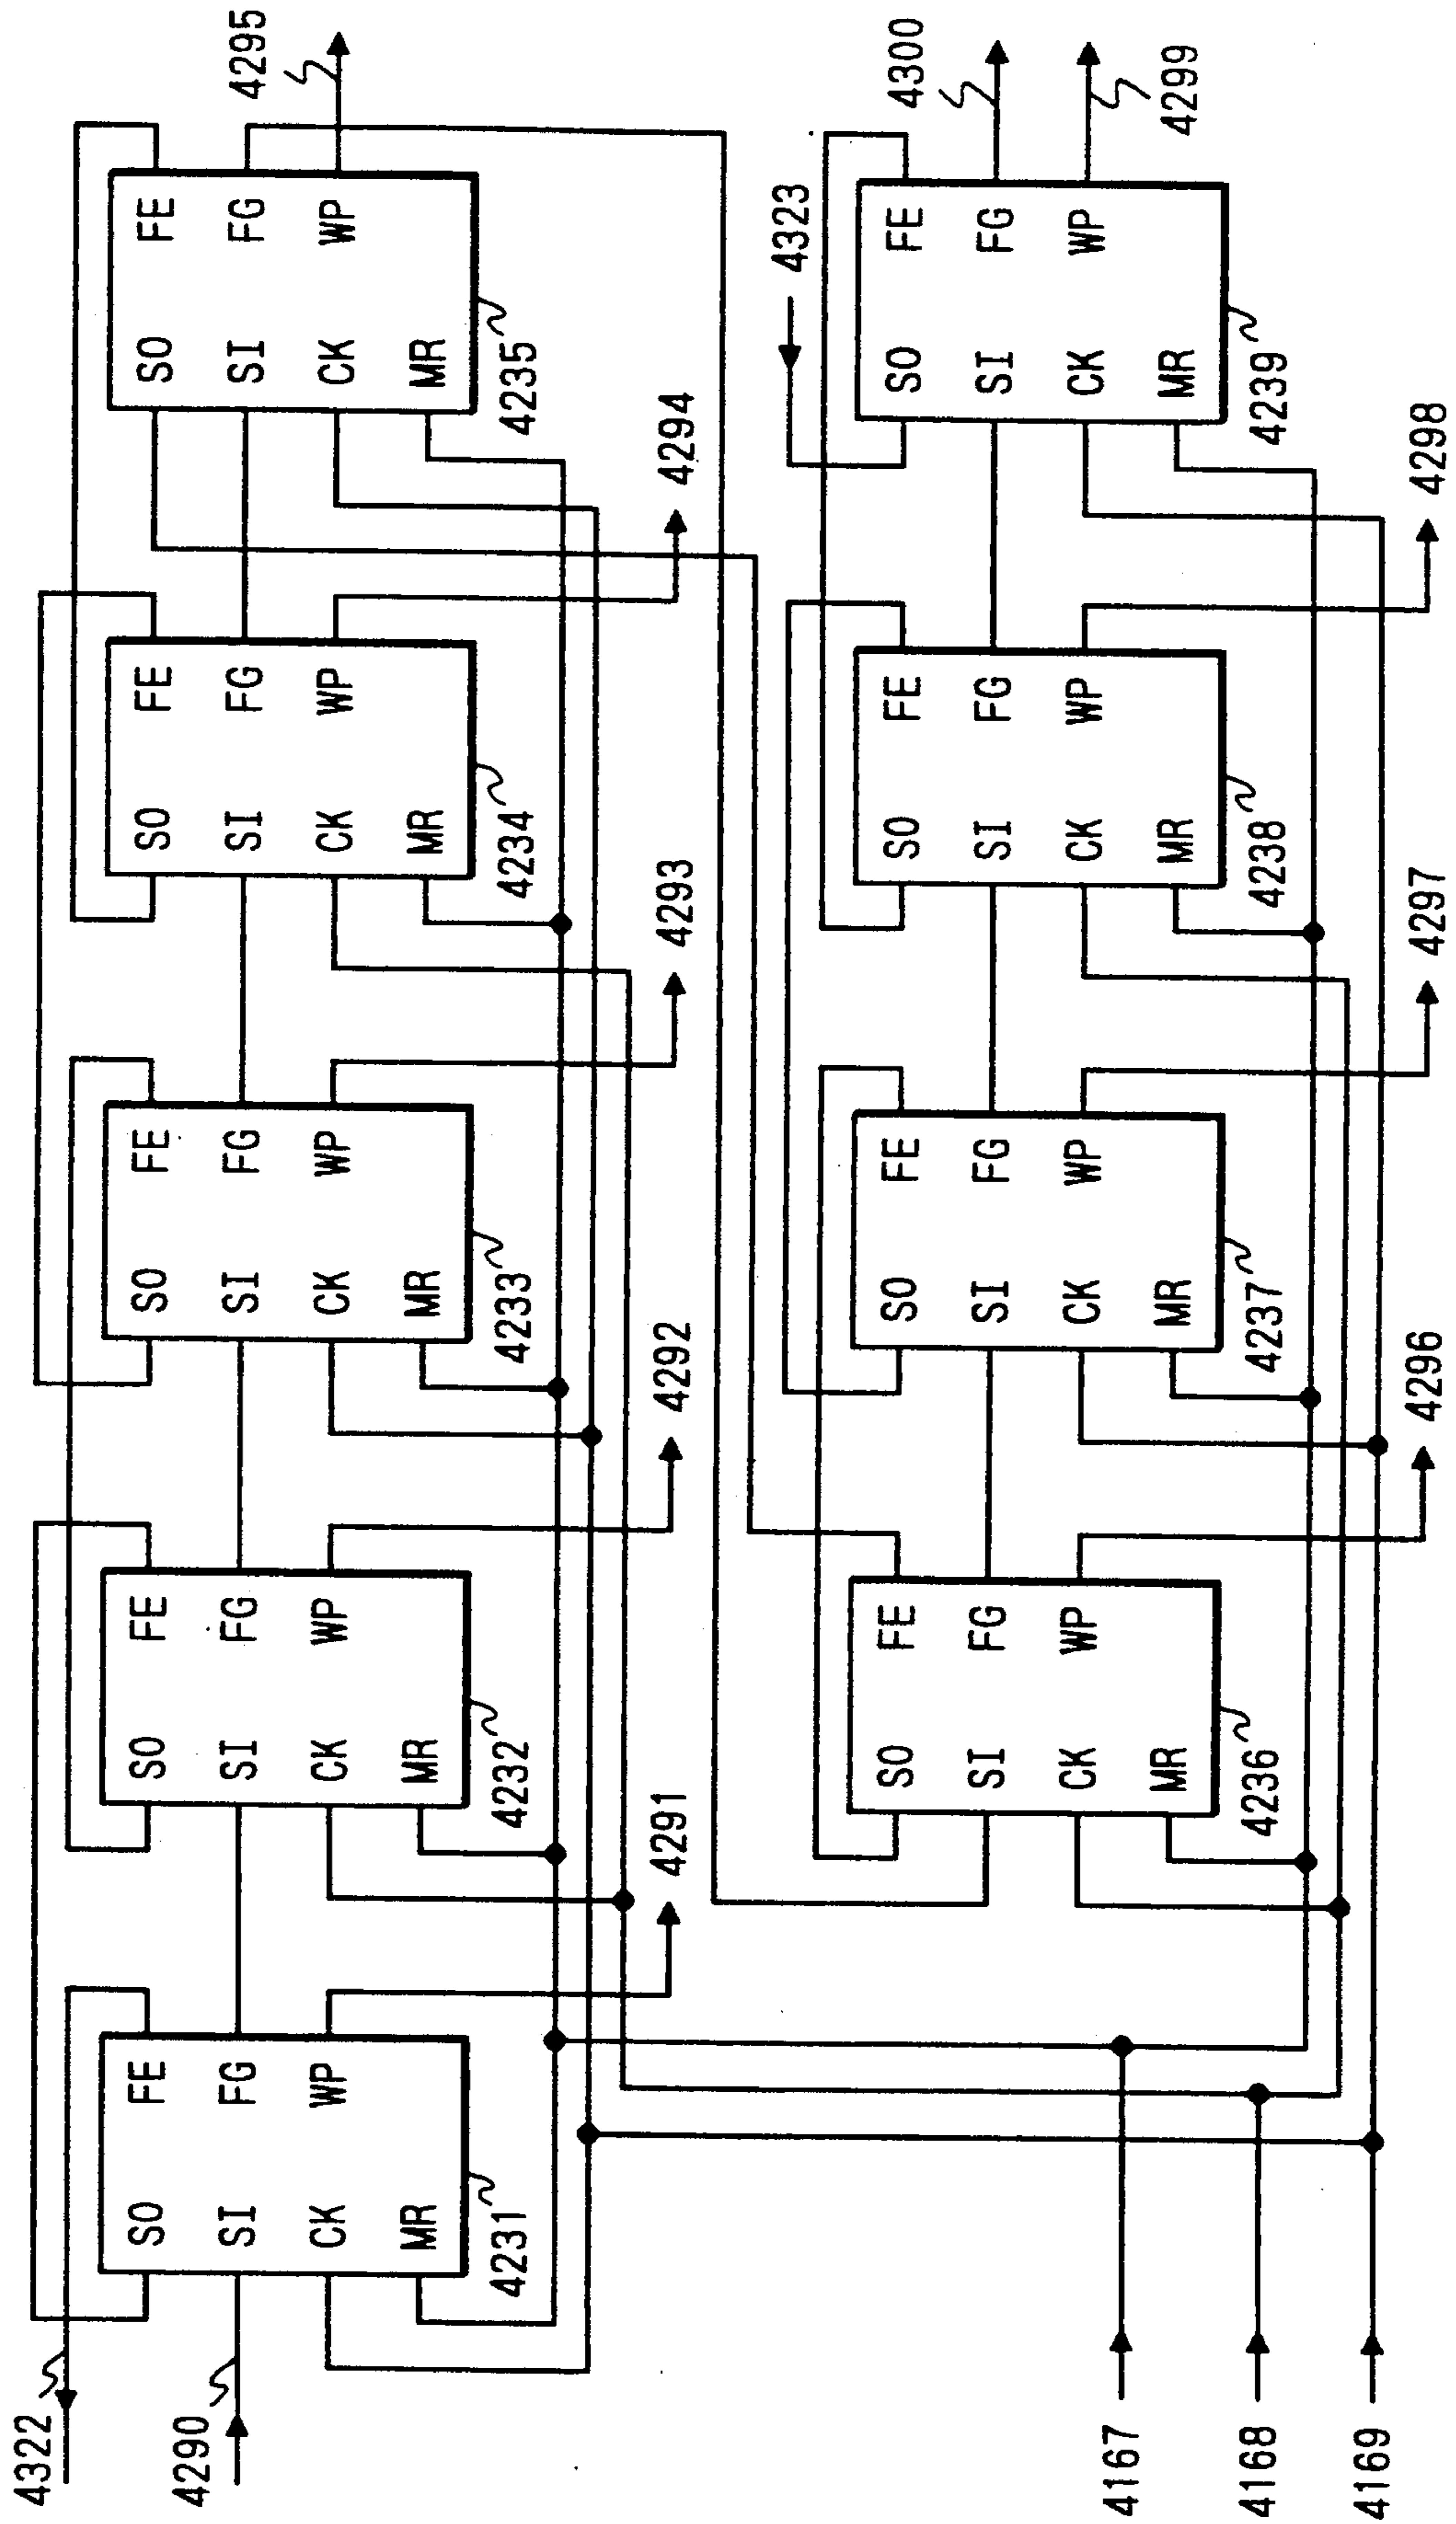 4322
4290
SO FE
SI FG
CK WP
MR
4231
4291
SO FE
SI FG
CK WP
MR
4232
4292
SO FE
SI FG
CK WP
MR
4233
4293
SO FE
SI FG
CK WP
MR
4234
4294
SO FE
SI FG
CK WP
MR
4235
4295
4167
4168
4169
SO FE
SI FG
CK WP
MR
4236
4296
SO FE
SI FG
CK WP
MR
4237
4297
SO FE
SI FG
CK WP
MR
4238
4298
4323
SO FE
SI FG
CK WP
MR
4239
4300
4299